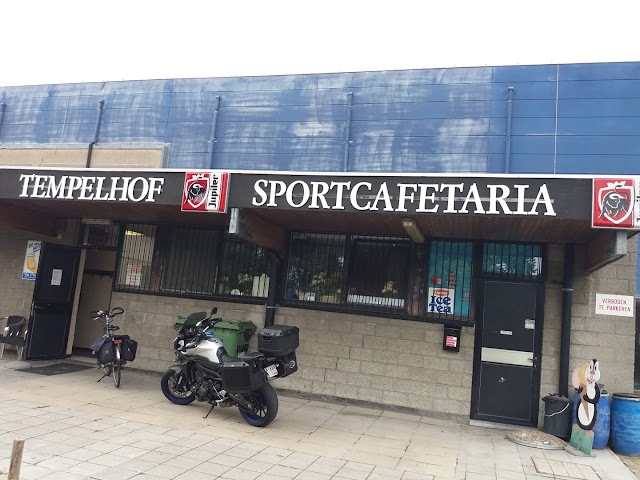 TEMPELHOF
Jupiler
SPORTCAFETARIA
Jupiler
ICE
TEA
VERBODEN
TE PARKEREN